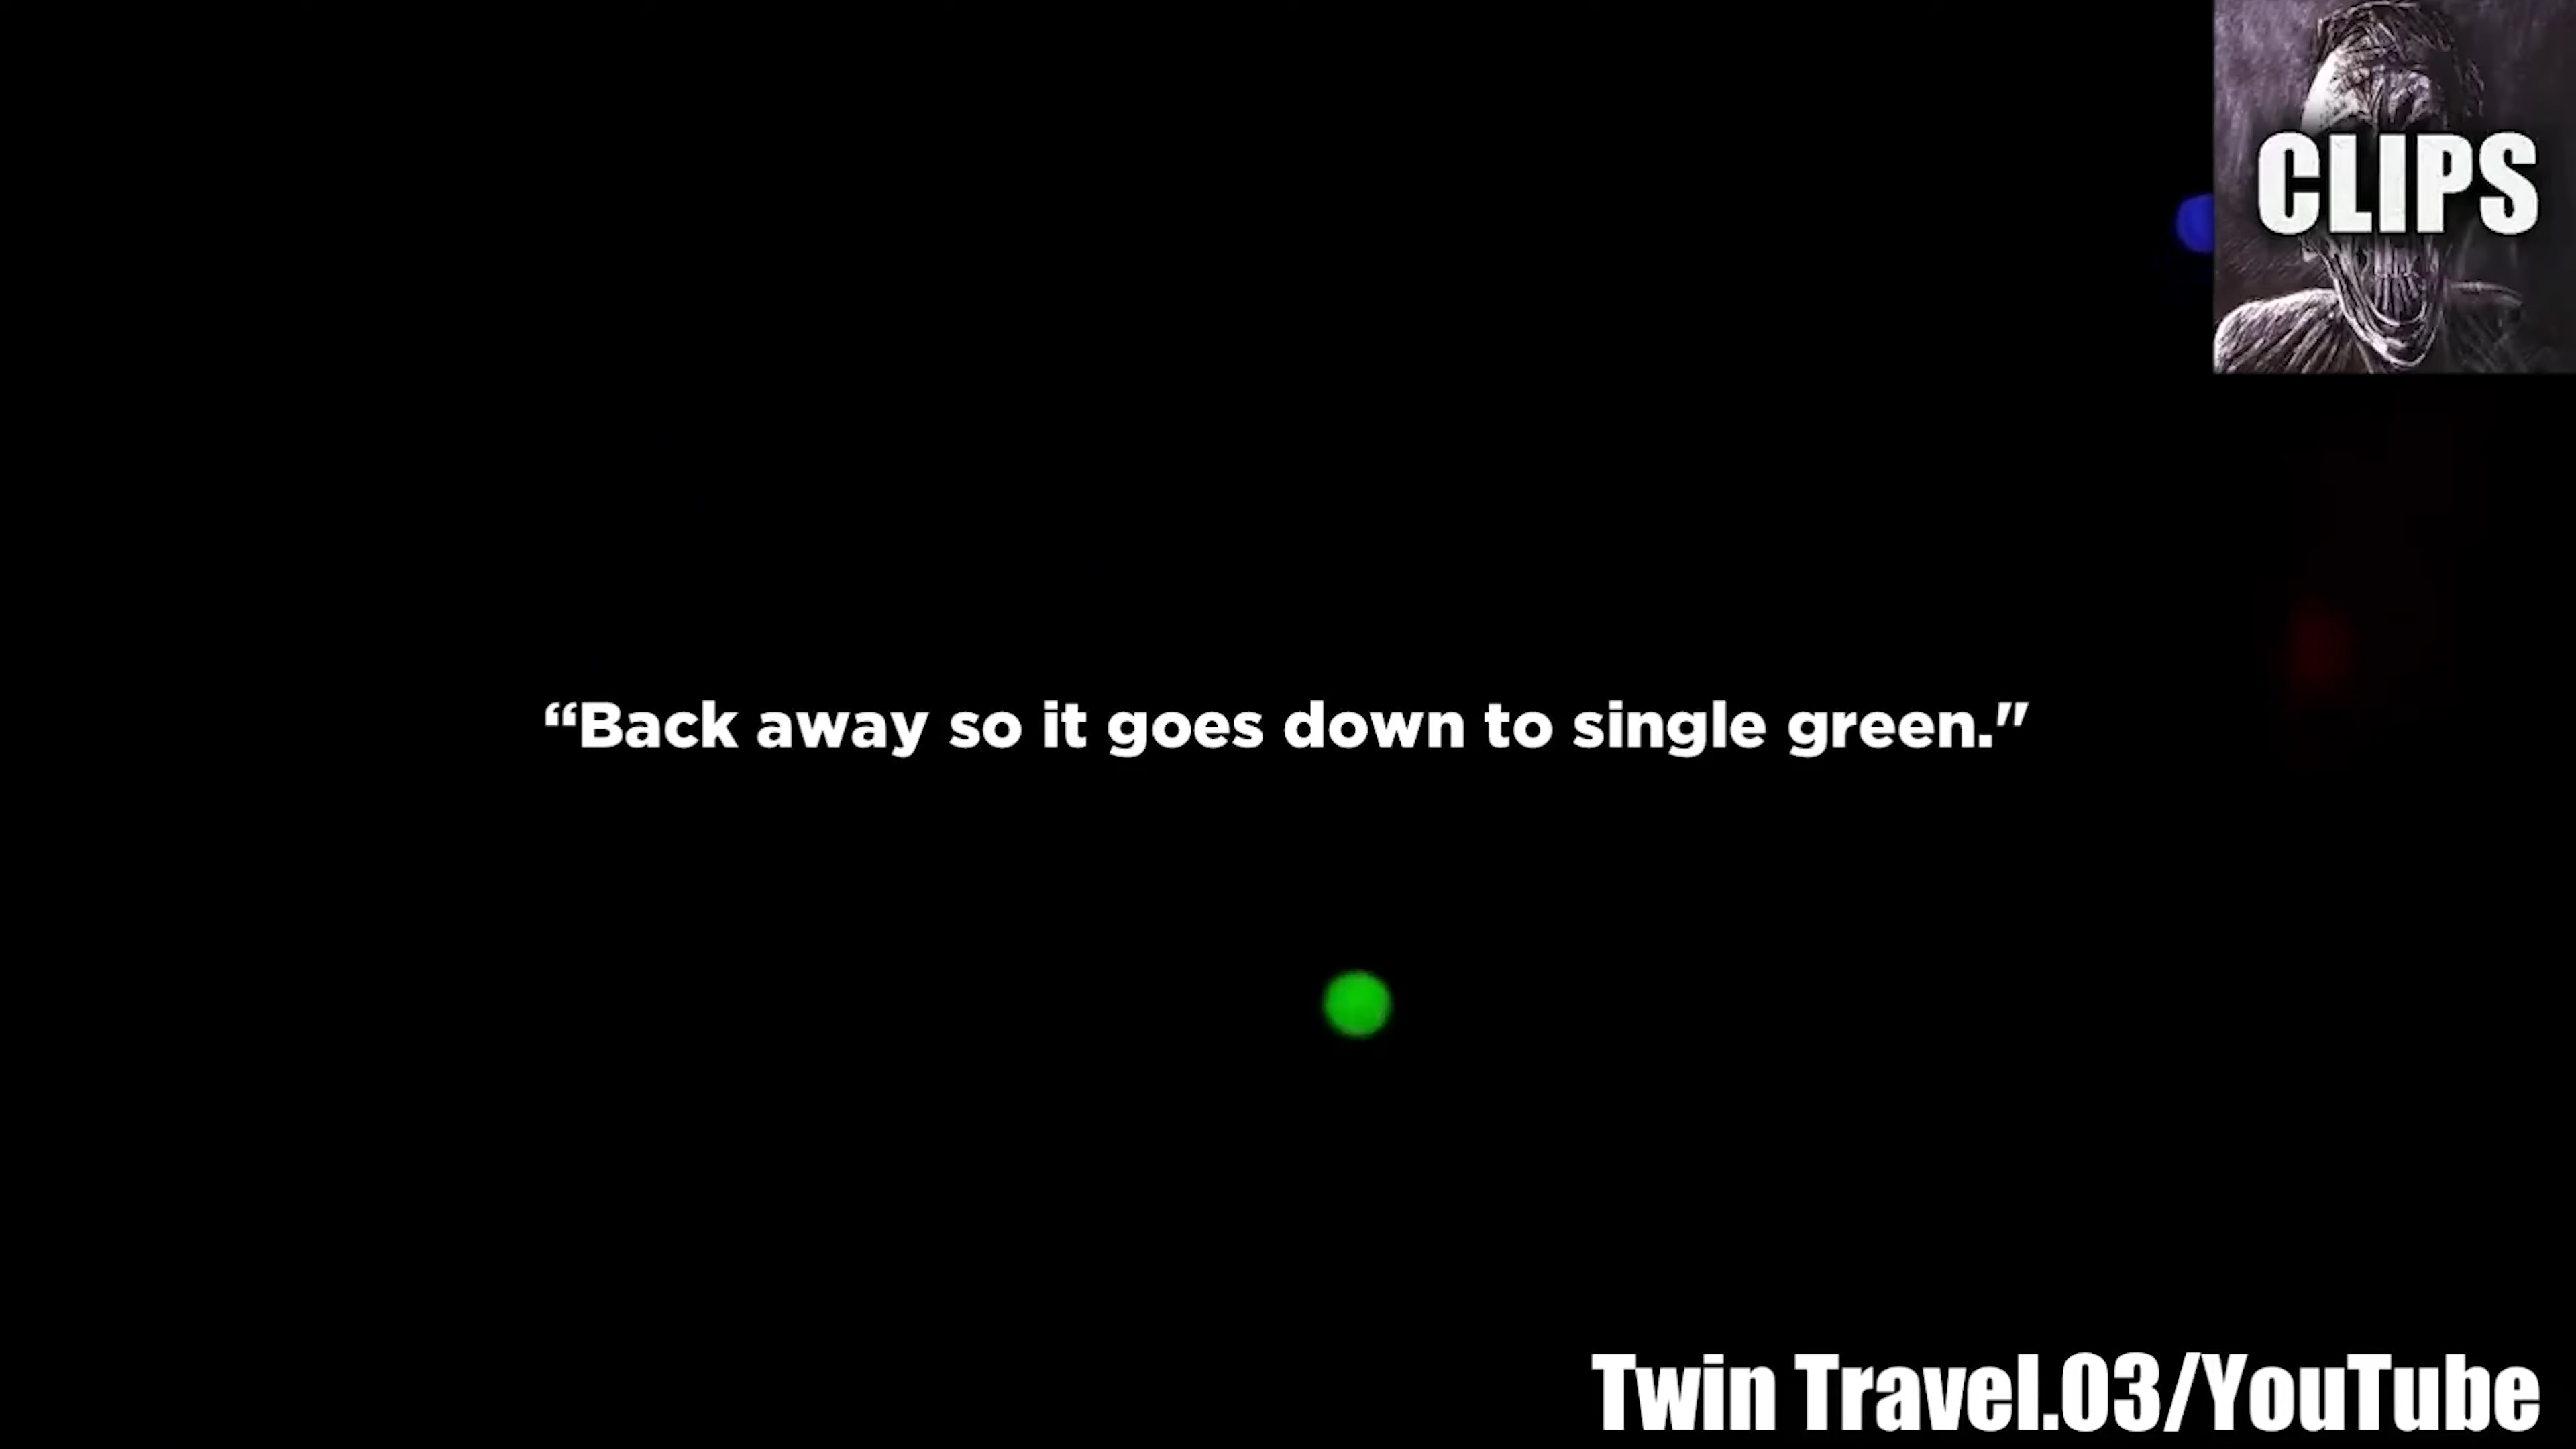 CLIPS
“Back away so it goes down to single green."
Twin Travel.03/YouTube